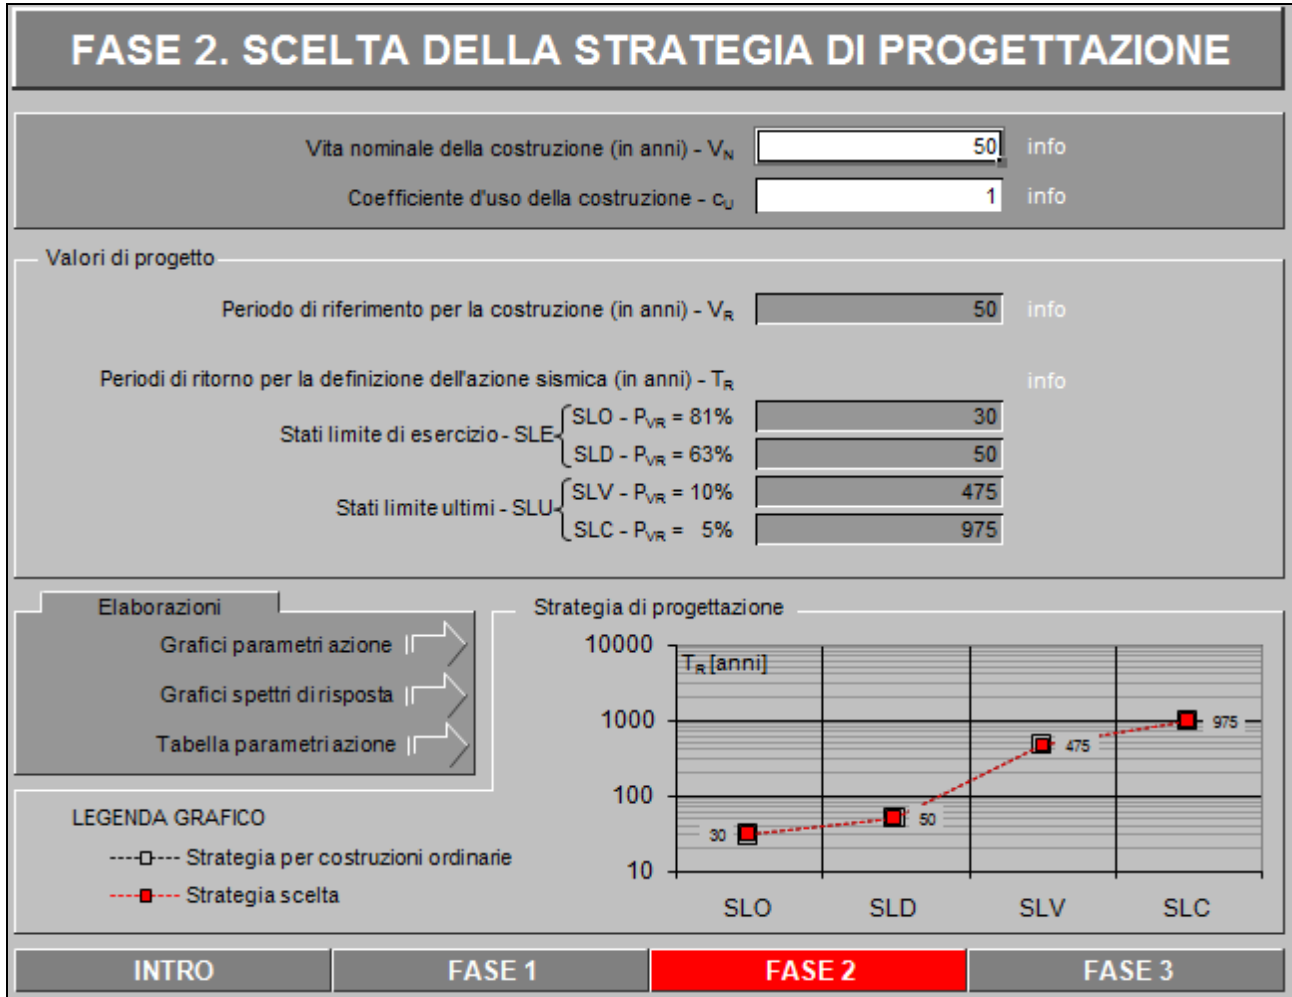 FASE 2. SCELTA DELLA STRATEGIA DI PROGETTAZIONE
Vita nominale della costruzione (in anni) - VN 50 info
Coefficiente d'uso della costruzione - cU 1 info
Valori di progetto
Periodo di riferimento per la costruzione (in anni) - VR 50 info
Periodi di ritorno per la definizione dell'azione sismica (in anni) - TR info
Stati limite di esercizio - SLE
SLO - PVR = 81% 30
SLD - PVR = 63% 50
Stati limite ultimi - SLU
SLV - PVR = 10% 475
SLC - PVR = 5% 975
Elaborazioni
Grafici parametri azione
Grafici spettri di risposta
Tabella parametri azione
LEGENDA GRAFICO
Strategia per costruzioni ordinarie
Strategia scelta
Strategia di progettazione
TR [anni]
10000
1000
100
10
30
50
475
975
SLO SLD SLV SLC
INTRO FASE 1 FASE 2 FASE 3